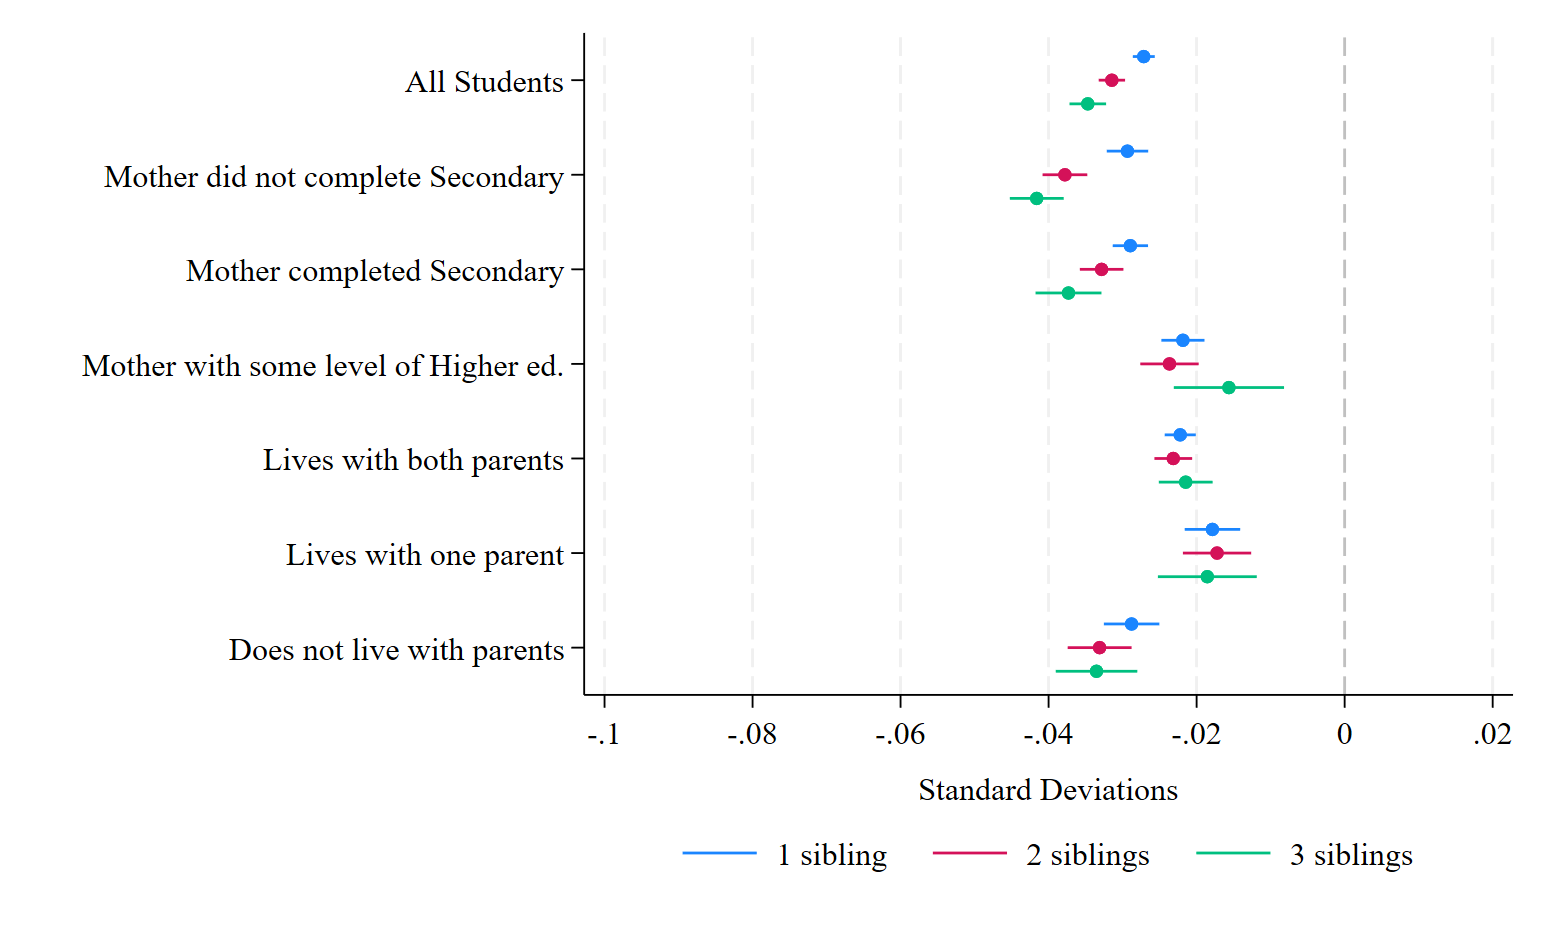 All Students
Mother did not complete Secondary
Mother completed Secondary
Mother with some level of Higher ed.
Lives with both parents
Lives with one parent
Does not live with parents
-.1 -.08 -.06 -.04 -.02 0 .02
Standard Deviations
1 sibling 2 siblings 3 siblings